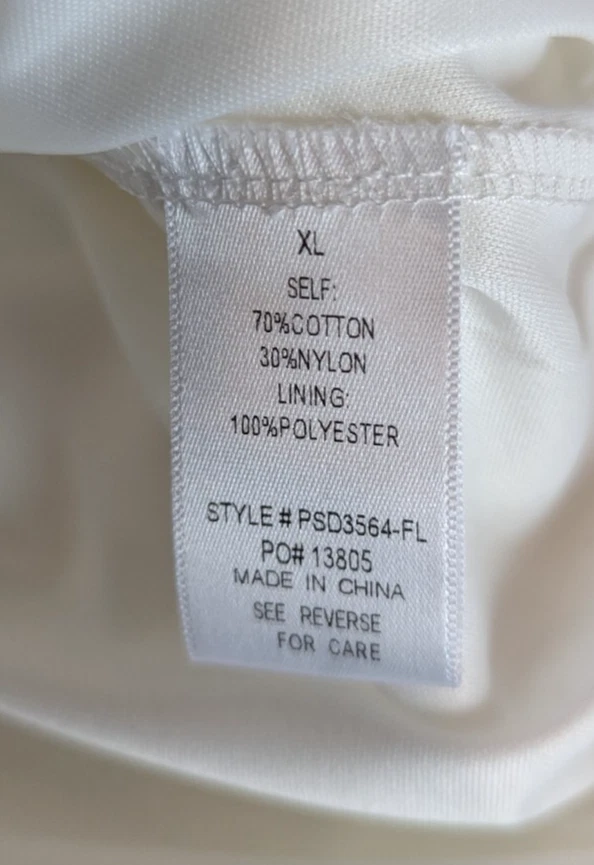 XL
SELF:
70%COTTON
30%NYLON
LINING:
100%POLYESTER
STYLE # PSD3564-FL
PO# 13805
MADE IN CHINA
SEE REVERSE
FOR CARE